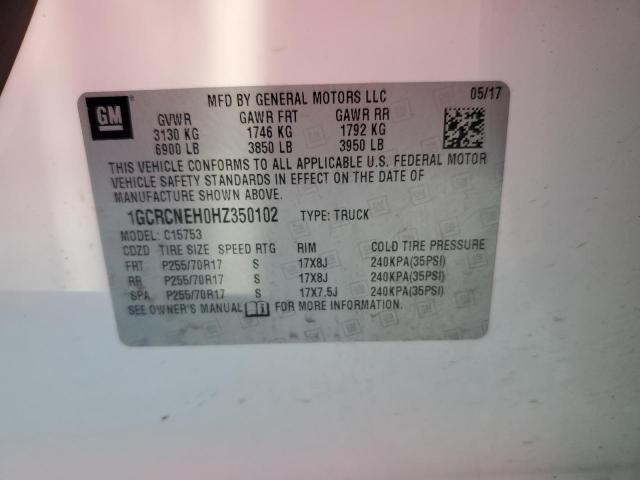 GM
MFD BY GENERAL MOTORS LLC 05/17
GVWR GAWR FRT GAWR RR
3130 KG 1746 KG 1792 KG
6900 LB 3850 LB 3950 LB
THIS VEHICLE CONFORMS TO ALL APPLICABLE U.S. FEDERAL MOTOR
VEHICLE SAFETY STANDARDS IN EFFECT ON THE DATE OF
MANUFACTURE SHOWN ABOVE.
1GCRCNEH0HZ350102 TYPE: TRUCK
MODEL: C15753
CDZD TIRE SIZE SPEED RTG RIM COLD TIRE PRESSURE
FRT P255/70R17 S 17X8J 240KPA(35PSI)
RR P255/70R17 S 17X8J 240KPA(35PSI)
SPA P255/70R17 S 17X7.5J 240KPA(35PSI)
SEE OWNER'S MANUAL FOR MORE INFORMATION.